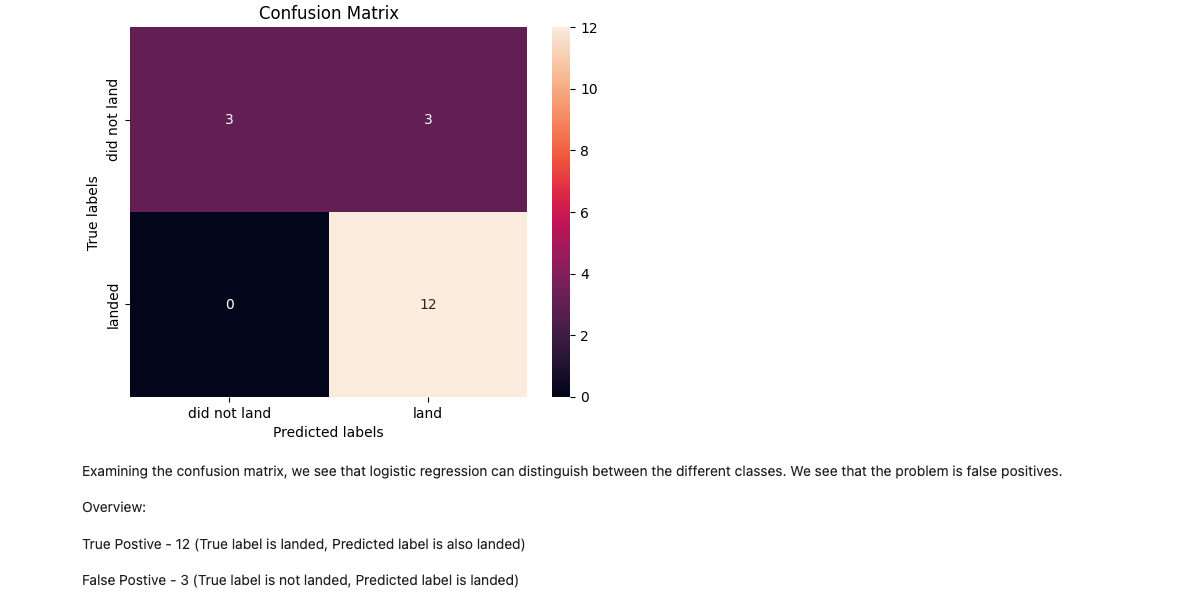 Confusion Matrix
did not land
landed
True labels
3
3
0
12
did not land
land
Predicted labels
12
10
8
6
4
2
0
Examining the confusion matrix, we see that logistic regression can distinguish between the different classes. We see that the problem is false positives.
Overview:
True Postive - 12 (True label is landed, Predicted label is also landed)
False Postive - 3 (True label is not landed, Predicted label is landed)